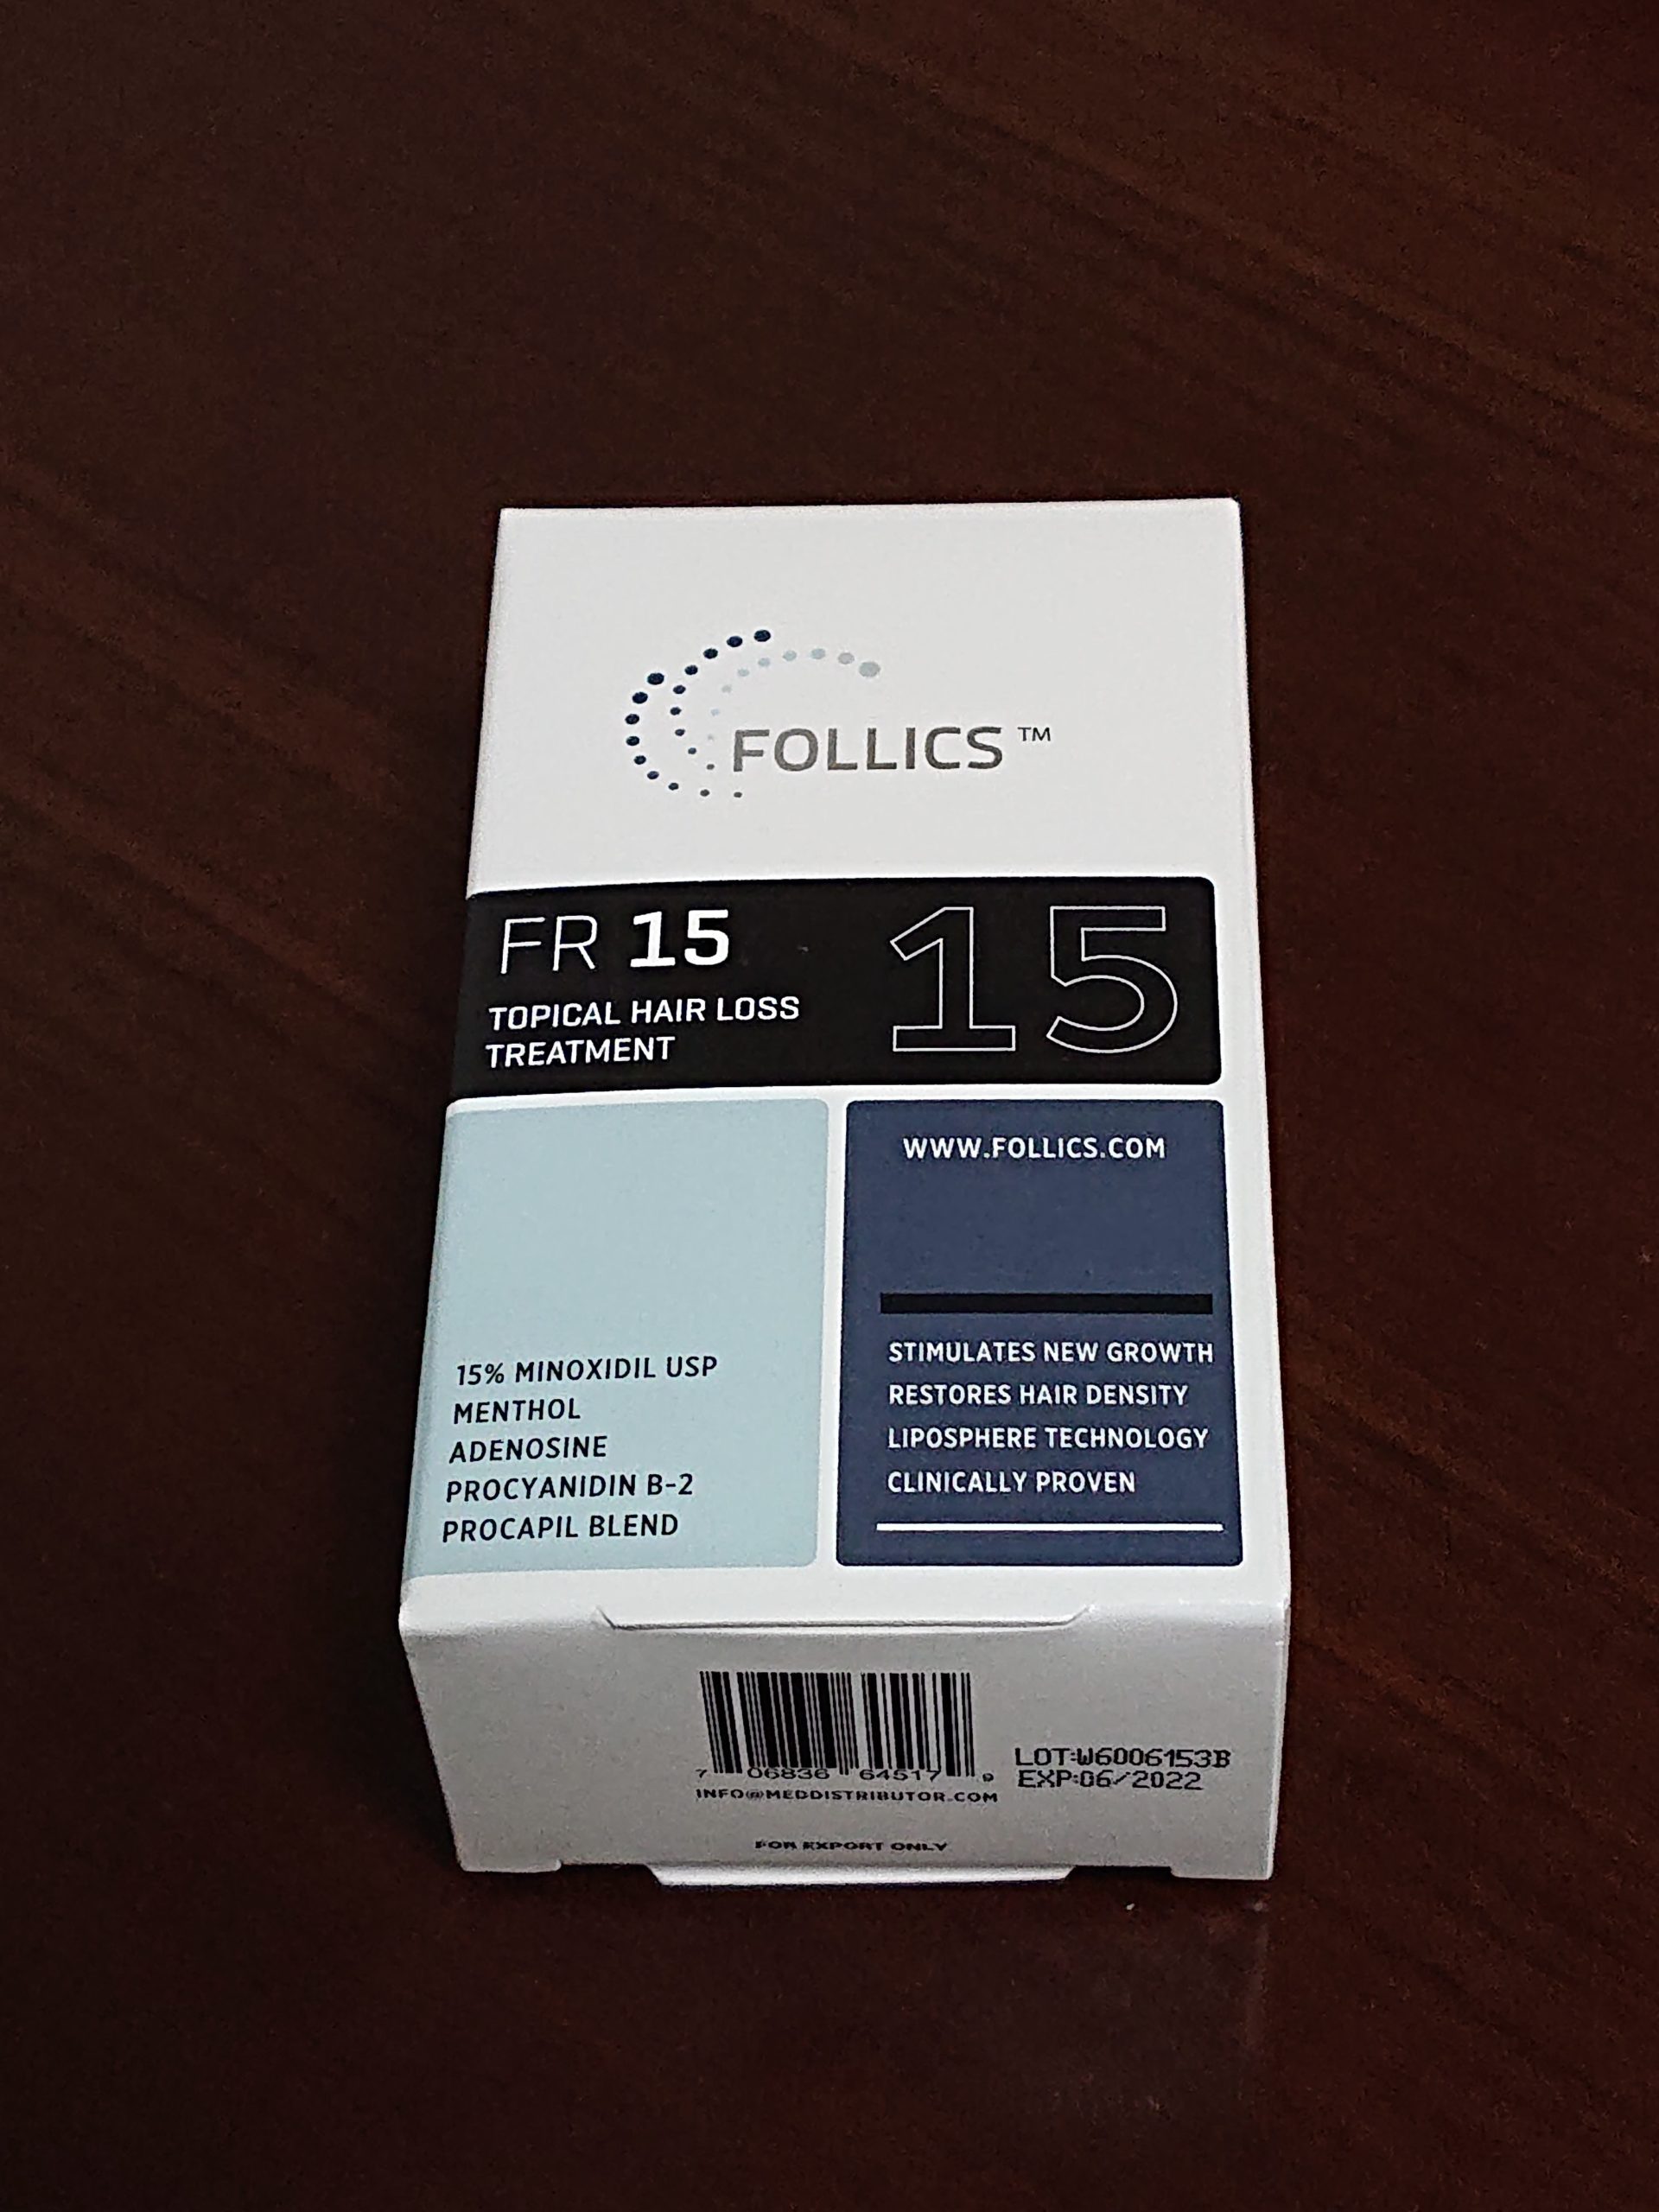 FOLLICS™
FR 15
15
TOPICAL HAIR LOSS
TREATMENT
15% MINOXIDIL USP
MENTHOL
ADENOSINE
PROCYANIDIN B-2
PROCAPIL BLEND
WWW.FOLLICS.COM
STIMULATES NEW GROWTH
RESTORES HAIR DENSITY
LIPOSPHERE TECHNOLOGY
CLINICALLY PROVEN
7 06836 64517 9
INFO@MEDDISTRIBUTOR.COM
LOT:W6006153B
EXP:06/2022
FOR EXPORT ONLY